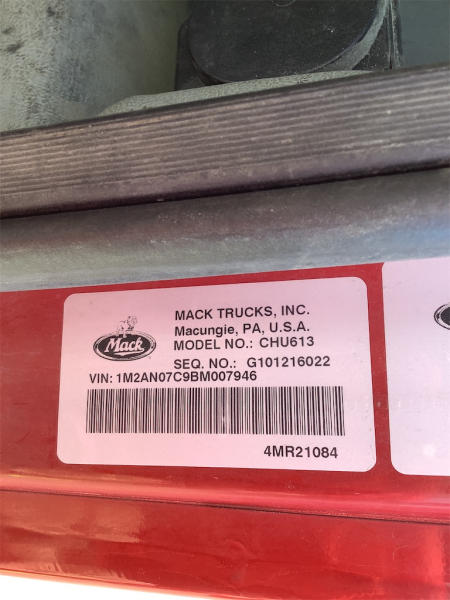 Mack
MACK TRUCKS, INC.
Macungie, PA, U.S.A.
MODEL NO.: CHU613
SEQ. NO.: G101216022
VIN: 1M2AN07C9BM007946
4MR21084